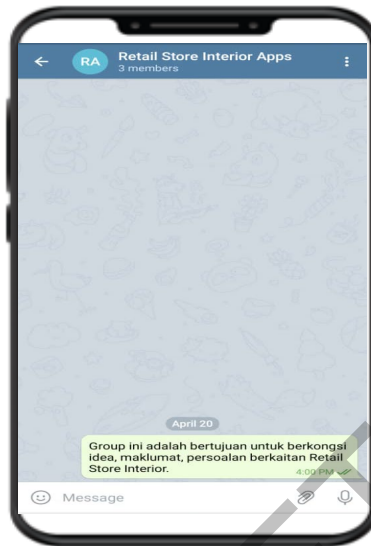 RA
Retail Store Interior Apps
3 members
April 20
Group ini adalah bertujuan untuk berkongsi
idea, maklumat, persoalan berkaitan Retail
Store Interior.
4:00 PM
Message